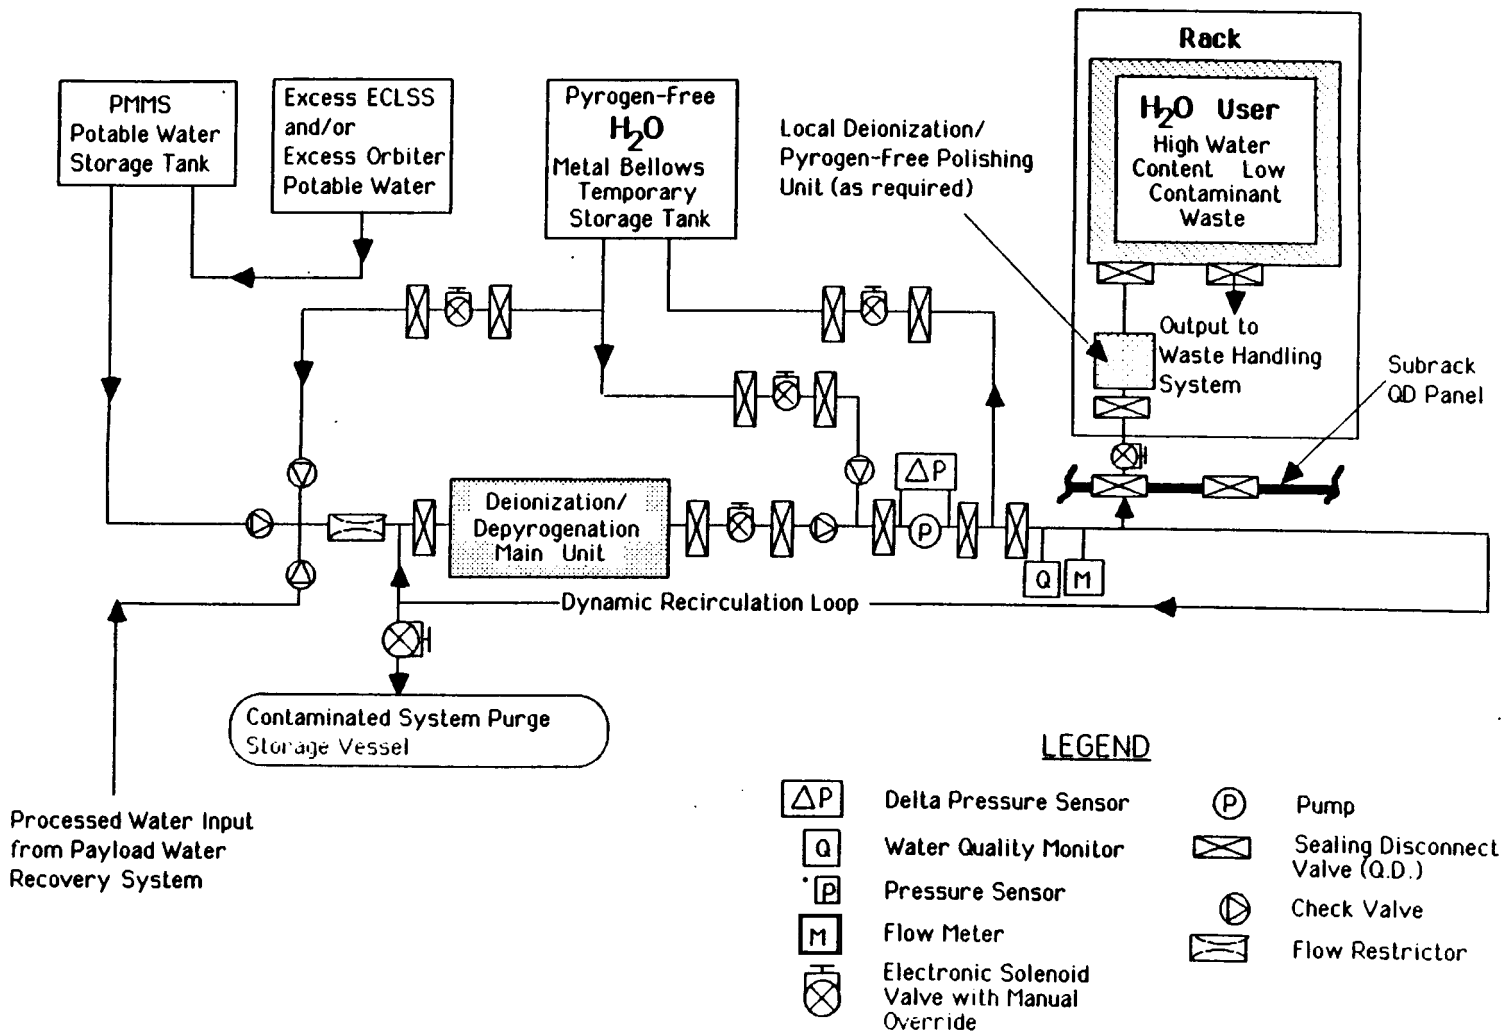 PMMS
Potable Water
Storage Tank
Excess ECLSS
and/or
Excess Orbiter
Potable Water
Pyrogen-Free
H2O
Metal Bellows
Temporary
Storage Tank
Local Deionization/
Pyrogen-Free Polishing
Unit (as required)
Rack
H2O User
High Water
Content Low
Contaminant
Waste
Output to
Waste Handling
System
Subrack
QD Panel
ΔP
Deionization/
Depyrogenation
Main Unit
P
Q
M
Dynamic Recirculation Loop
Contaminated System Purge
Storage Vessel
Processed Water Input
from Payload Water
Recovery System
LEGEND
ΔP Delta Pressure Sensor
Q Water Quality Monitor
P Pressure Sensor
M Flow Meter
Electronic Solenoid
Valve with Manual
Override
P Pump
Sealing Disconnect
Valve (Q.D.)
Check Valve
Flow Restrictor